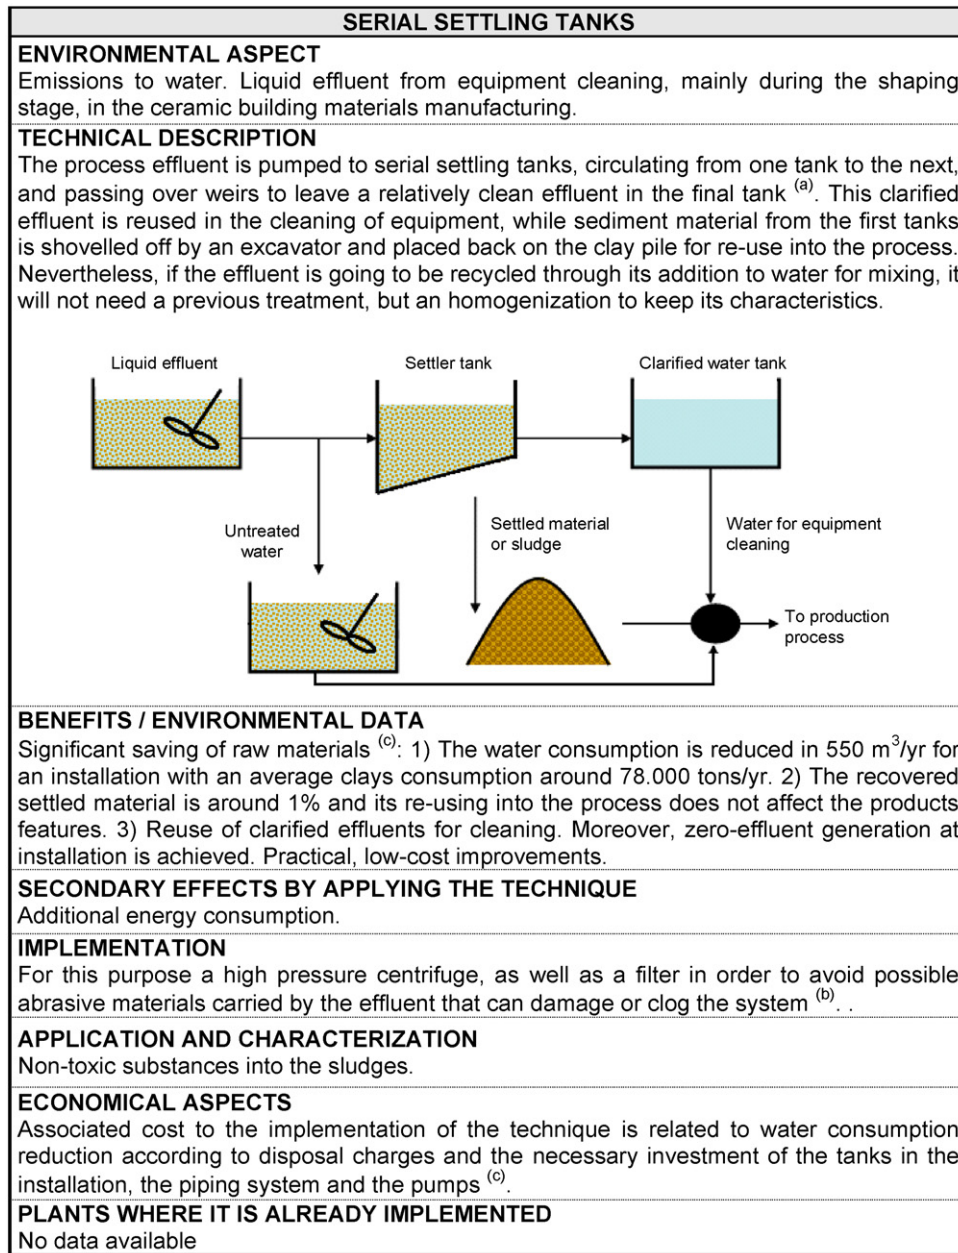 SERIAL SETTLING TANKS
ENVIRONMENTAL ASPECT
Emissions to water. Liquid effluent from equipment cleaning, mainly during the shaping
stage, in the ceramic building materials manufacturing.
TECHNICAL DESCRIPTION
The process effluent is pumped to serial settling tanks, circulating from one tank to the next,
and passing over weirs to leave a relatively clean effluent in the final tank (a). This clarified
effluent is reused in the cleaning of equipment, while sediment material from the first tanks
is shovelled off by an excavator and placed back on the clay pile for re-use into the process.
Nevertheless, if the effluent is going to be recycled through its addition to water for mixing, it
will not need a previous treatment, but an homogenization to keep its characteristics.
Liquid effluent
Settler tank
Clarified water tank
Untreated
water
Settled material
or sludge
Water for equipment
cleaning
To production
process
BENEFITS / ENVIRONMENTAL DATA
Significant saving of raw materials (c): 1) The water consumption is reduced in 550 m3/yr for
an installation with an average clays consumption around 78.000 tons/yr. 2) The recovered
settled material is around 1% and its re-using into the process does not affect the products
features. 3) Reuse of clarified effluents for cleaning. Moreover, zero-effluent generation at
installation is achieved. Practical, low-cost improvements.
SECONDARY EFFECTS BY APPLYING THE TECHNIQUE
Additional energy consumption.
IMPLEMENTATION
For this purpose a high pressure centrifuge, as well as a filter in order to avoid possible
abrasive materials carried by the effluent that can damage or clog the system (b). .
APPLICATION AND CHARACTERIZATION
Non-toxic substances into the sludges.
ECONOMICAL ASPECTS
Associated cost to the implementation of the technique is related to water consumption
reduction according to disposal charges and the necessary investment of the tanks in the
installation, the piping system and the pumps (c).
PLANTS WHERE IT IS ALREADY IMPLEMENTED
No data available